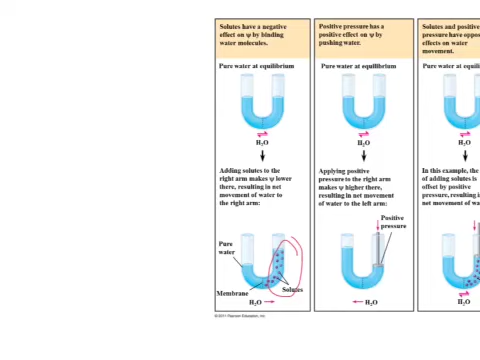 Solutes have a negative
effect on ψ by binding
water molecules.
Pure water at equilibrium
H₂O
Adding solutes to the
right arm makes ψ lower
there, resulting in net
movement of water to
the right arm:
Pure
water
Membrane
Solutes
H₂O
Positive pressure has a
positive effect on ψ by
pushing water.
Pure water at equilibrium
H₂O
Applying positive
pressure to the right arm
makes ψ higher there,
resulting in net movement
of water to the left arm:
Positive
pressure
H₂O
Solutes and positive
pressure have oppo
effects on water
movement.
Pure water at equili
H₂O
In this example, the
of adding solutes is
offset by positive
pressure, resulting i
net movement of wa
H₂O
© 2011 Pearson Education, Inc.